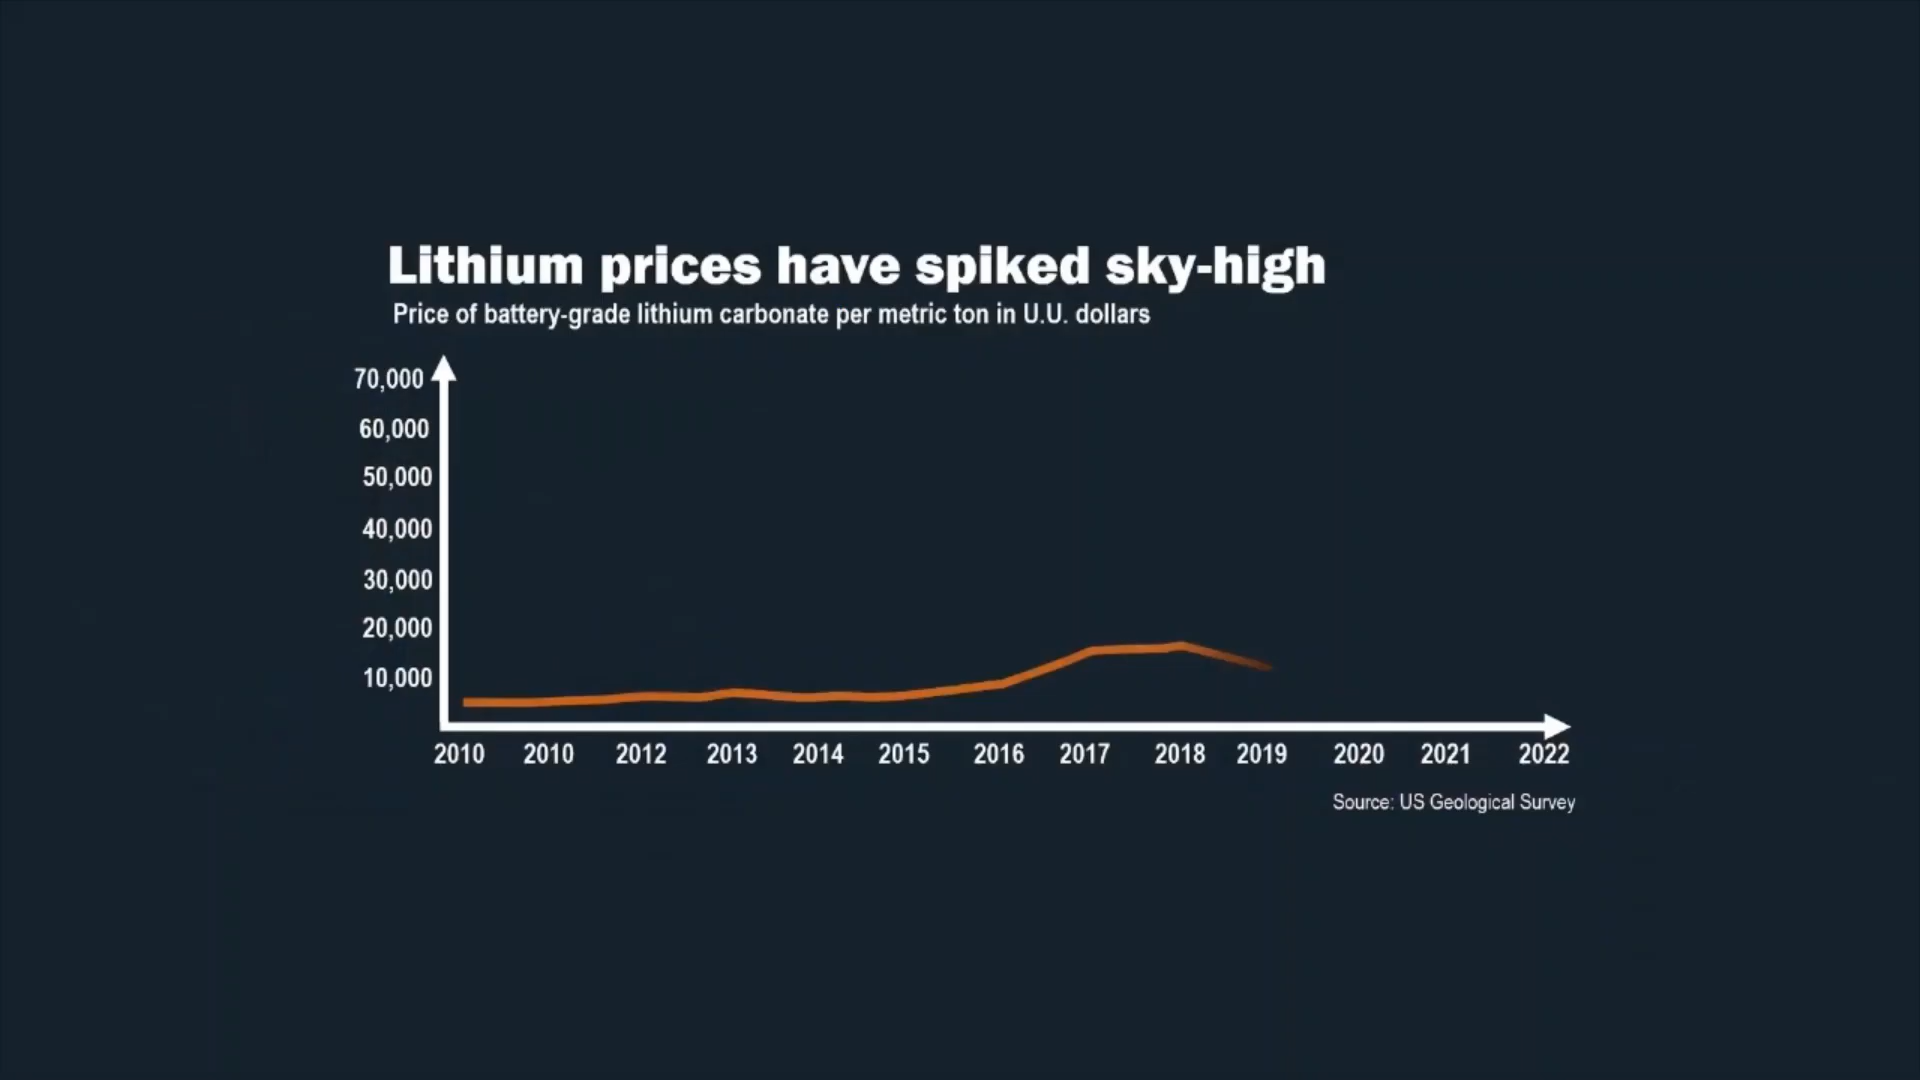 Lithium prices have spiked sky-high
Price of battery-grade lithium carbonate per metric ton in U.U. dollars
70,000
60,000
50,000
40,000
30,000
20,000
10,000
2010 2010 2012 2013 2014 2015 2016 2017 2018 2019 2020 2021 2022
Source: US Geological Survey